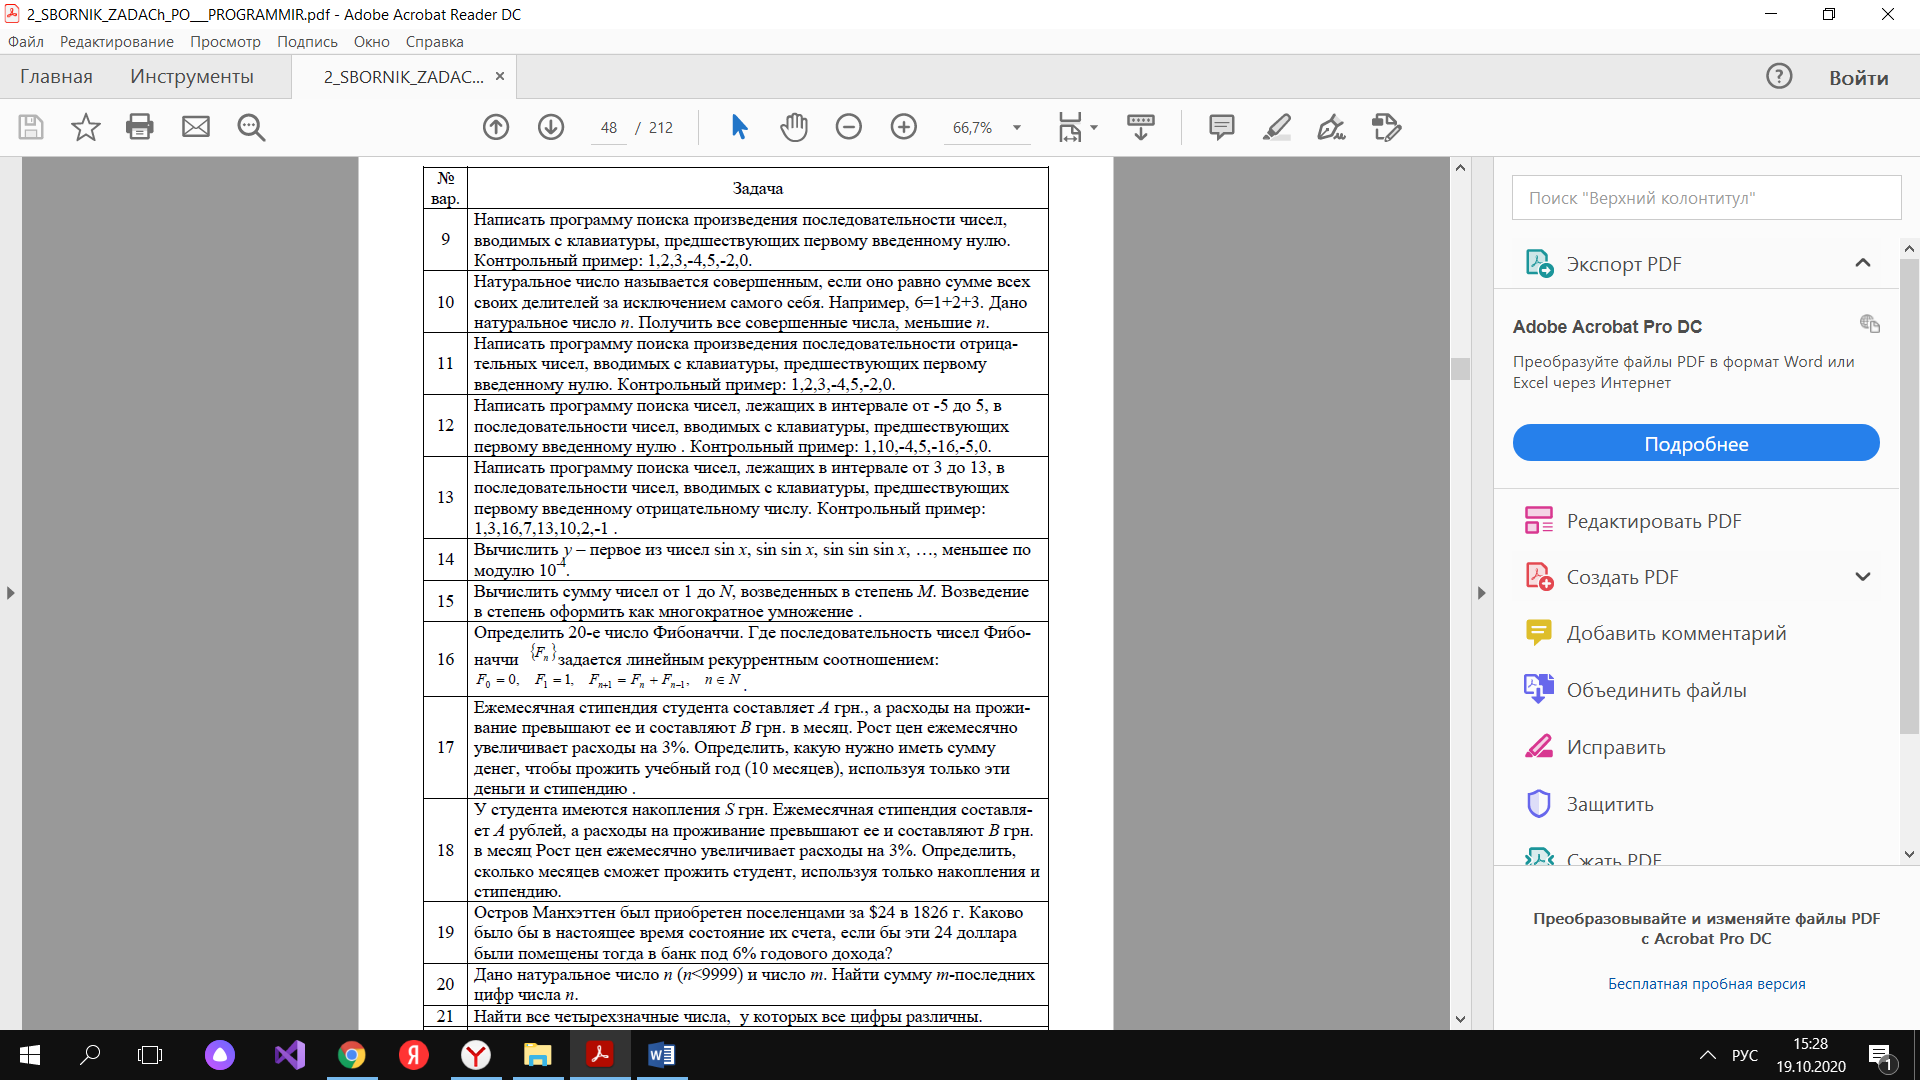 2_SBORNIK_ZADACh_PO___PROGRAMMIR.pdf - Adobe Acrobat Reader DC
Файл Редактирование Просмотр Подпись Окно Справка
Главная Инструменты 2_SBORNIK_ZADAC... × ? Войти
48 / 212 66,7%
№ вар. Задача
9 Написать программу поиска произведения последовательности чисел,
вводимых с клавиатуры, предшествующих первому введенному нулю.
Контрольный пример: 1,2,3,-4,5,-2,0.
10 Натуральное число называется совершенным, если оно равно сумме всех
своих делителей за исключением самого себя. Например, 6=1+2+3. Дано
натуральное число n. Получить все совершенные числа, меньшие n.
11 Написать программу поиска произведения последовательности отрица-
тельных чисел, вводимых с клавиатуры, предшествующих первому
введенному нулю. Контрольный пример: 1,2,3,-4,5,-2,0.
12 Написать программу поиска чисел, лежащих в интервале от -5 до 5, в
последовательности чисел, вводимых с клавиатуры, предшествующих
первому введенному нулю . Контрольный пример: 1,10,-4,5,-16,-5,0.
13 Написать программу поиска чисел, лежащих в интервале от 3 до 13, в
последовательности чисел, вводимых с клавиатуры, предшествующих
первому введенному отрицательному числу. Контрольный пример:
1,3,16,7,13,10,2,-1 .
14 Вычислить y – первое из чисел sin x, sin sin x, sin sin sin x, …, меньшее по
модулю 10⁻⁴.
15 Вычислить сумму чисел от 1 до N, возведенных в степень M. Возведение
в степень оформить как многократное умножение .
16 Определить 20-е число Фибоначчи. Где последовательность чисел Фибо-
наччи {Fₙ} задается линейным рекуррентным соотношением:
F₀ = 0, F₁ = 1, Fₙ₊₁ = Fₙ + Fₙ₋₁, n ∈ N .
17 Ежемесячная стипендия студента составляет A грн., а расходы на прожи-
вание превышают ее и составляют B грн. в месяц. Рост цен ежемесячно
увеличивает расходы на 3%. Определить, какую нужно иметь сумму
денег, чтобы прожить учебный год (10 месяцев), используя только эти
деньги и стипендию .
18 У студента имеются накопления S грн. Ежемесячная стипендия составля-
ет A рублей, а расходы на проживание превышают ее и составляют B грн.
в месяц Рост цен ежемесячно увеличивает расходы на 3%. Определить,
сколько месяцев сможет прожить студент, используя только накопления и
стипендию.
19 Остров Манхэттен был приобретен поселенцами за $24 в 1826 г. Каково
было бы в настоящее время состояние их счета, если бы эти 24 доллара
были помещены тогда в банк под 6% годового дохода?
20 Дано натуральное число n (n<9999) и число m. Найти сумму m-последних
цифр числа n.
21 Найти все четырехзначные числа, у которых все цифры различны.
Поиск "Верхний колонтитул"
Экспорт PDF
Adobe Acrobat Pro DC
Преобразуйте файлы PDF в формат Word или
Excel через Интернет
Подробнее
Редактировать PDF
Создать PDF
Добавить комментарий
Объединить файлы
Исправить
Защитить
Сжать PDF
Преобразовывайте и изменяйте файлы PDF
с Acrobat Pro DC
Бесплатная пробная версия
РУС 15:28
19.10.2020 1